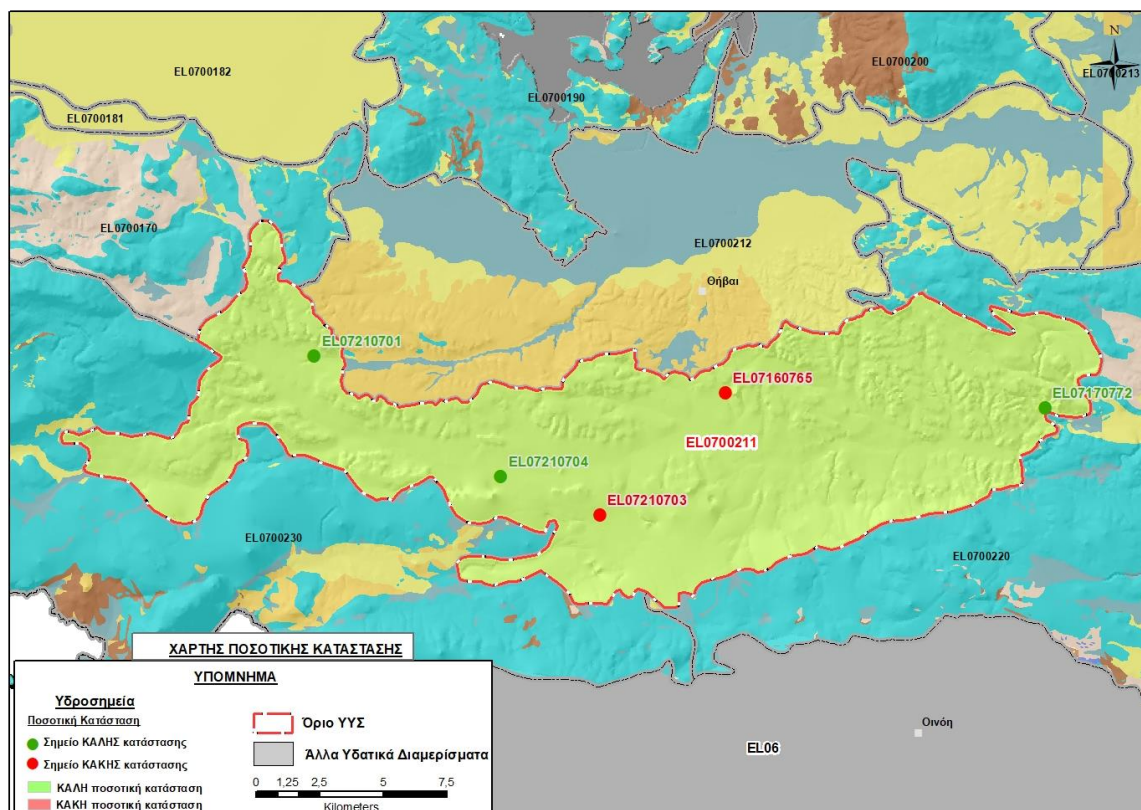 N
EL0700182
EL0700200
EL0700213
EL0700190
EL0700181
EL0700170
EL0700212
Θήβαι
EL07210701
EL07160765
EL07170772
EL0700211
EL07210704
EL07210703
EL0700230
EL0700220
ΧΑΡΤΗΣ ΠΟΣΟΤΙΚΗΣ ΚΑΤΑΣΤΑΣΗΣ
ΥΠΟΜΝΗΜΑ
Υδροσημεία
Ποσοτική Κατάσταση
Σημείο ΚΑΛΗΣ κατάστασης
Σημείο ΚΑΚΗΣ κατάστασης
ΚΑΛΗ ποσοτική κατάσταση
ΚΑΚΗ ποσοτική κατάσταση
Όριο ΥΥΣ
Άλλα Υδατικά Διαμερίσματα
0 1,25 2,5 5 7,5
Kilometers
Οινόη
EL06